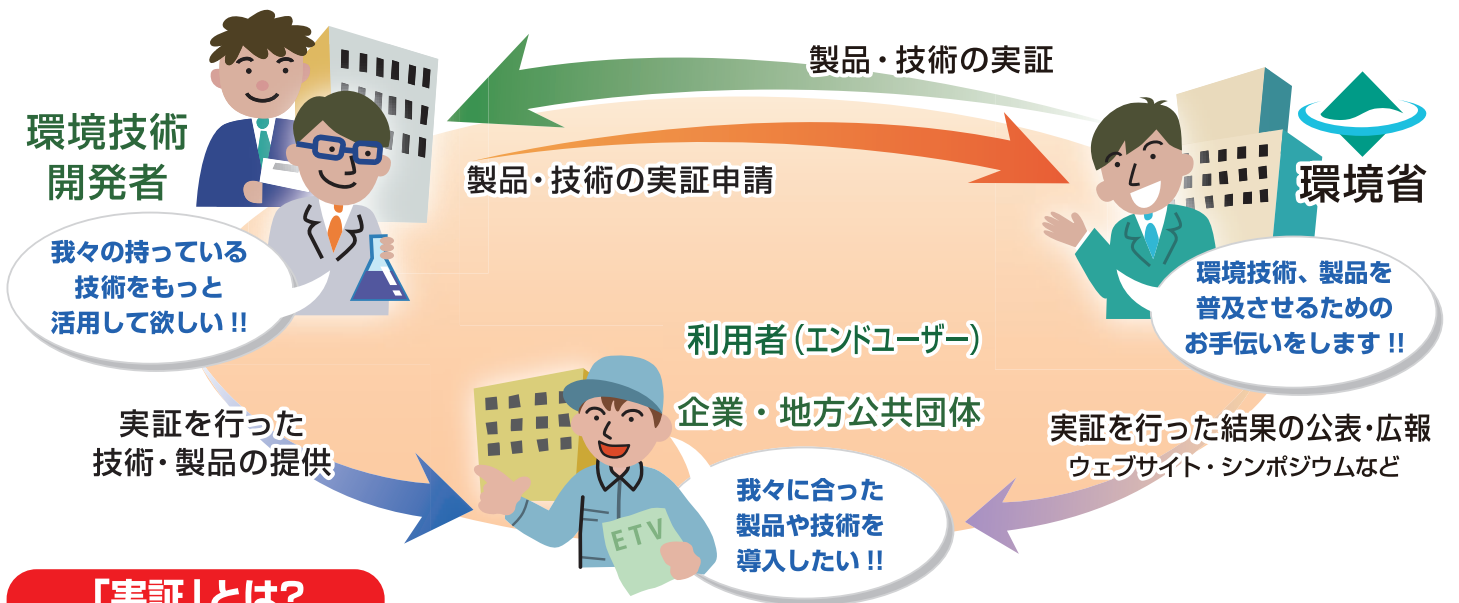 製品・技術の実証
環境技術
開発者
製品・技術の実証申請
環境省
我々の持っている
技術をもっと
活用して欲しい!!
環境技術、製品を
普及させるための
お手伝いをします!!
利用者(エンドユーザー)
企業・地方公共団体
実証を行った
技術・製品の提供
実証を行った結果の公表・広報
ウェブサイト・シンポジウムなど
我々に合った
製品や技術を
導入したい!!
ETV
「実証」とは?